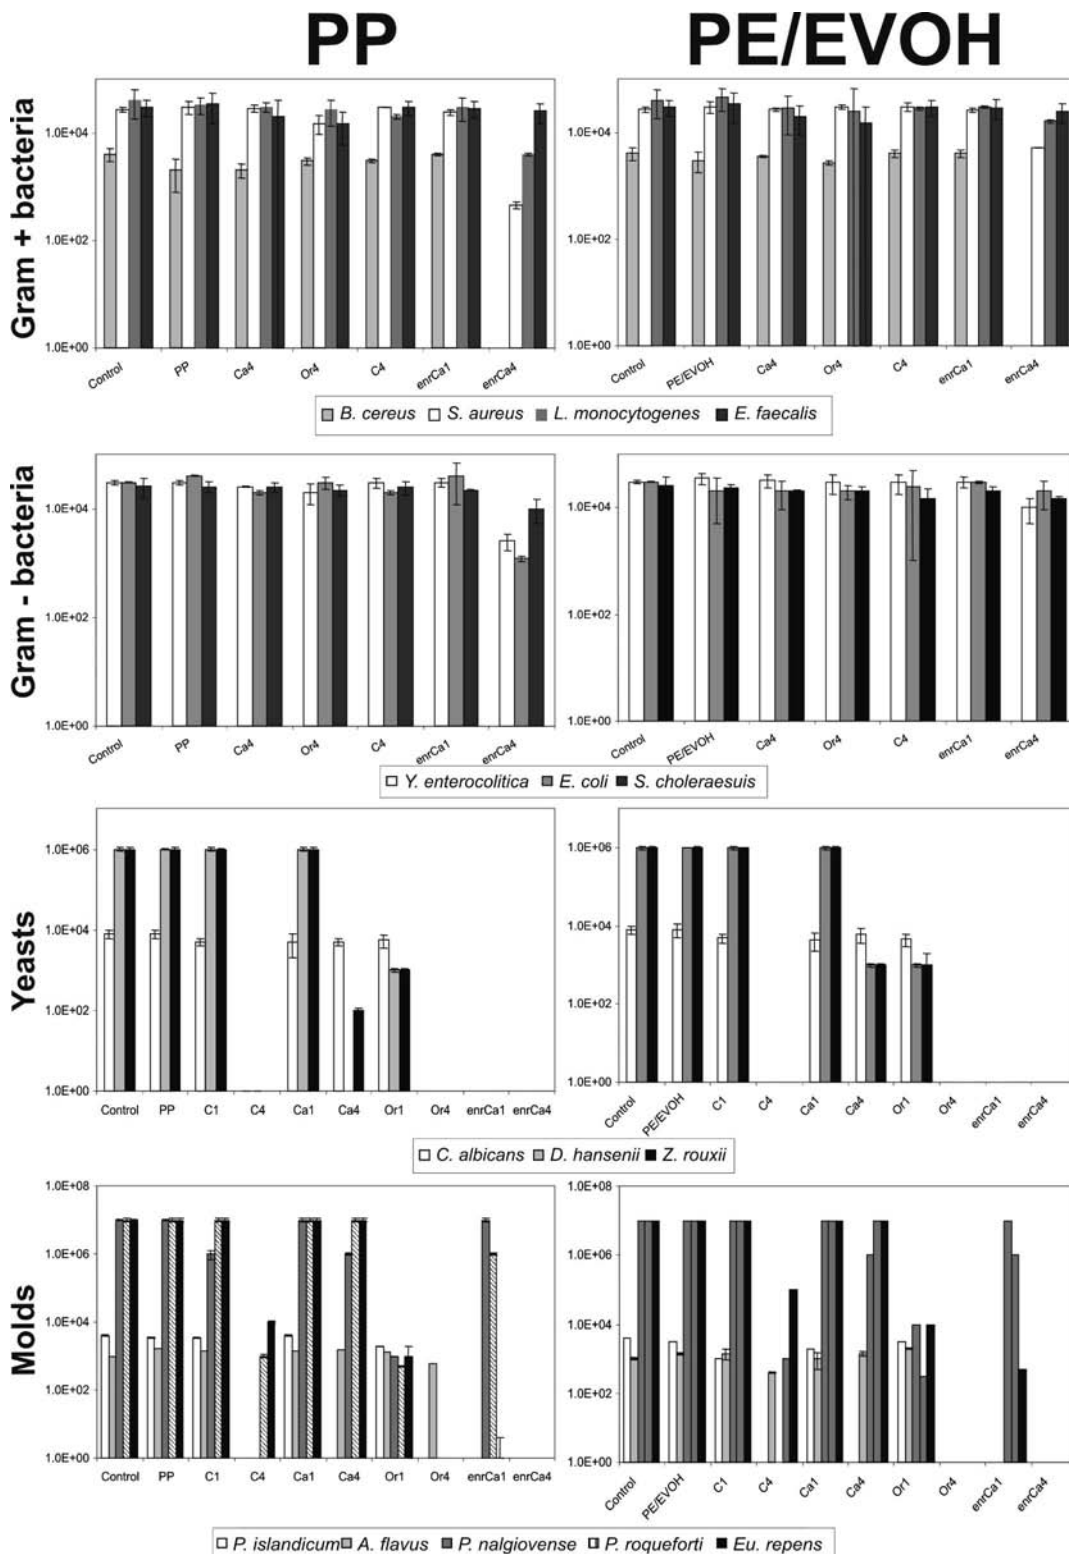 PP PE/EVOH
Gram + bacteria
1.0E+04 1.0E+04
1.0E+02 1.0E+02
1.0E+00 1.0E+00
Control PP Ca4 Or4 C4 enrCa1 enrCa4 Control PE/EVOH Ca4 Or4 C4 enrCa1 enrCa4
B. cereus S. aureus L. monocytogenes E. faecalis
Gram - bacteria
1.0E+04 1.0E+04
1.0E+02 1.0E+02
1.0E+00 1.0E+00
Control PP Ca4 Or4 C4 enrCa1 enrCa4 Control PE/EVOH Ca4 Or4 C4 enrCa1 enrCa4
Y. enterocolitica E. coli S. choleraesuis
Yeasts
1.0E+06 1.0E+06
1.0E+04 1.0E+04
1.0E+02 1.0E+02
1.0E+00 1.0E+00
Control PP C1 C4 Ca1 Ca4 Or1 Or4 enrCa1 enrCa4 Control PE/EVOH C1 C4 Ca1 Ca4 Or1 Or4 enrCa1 enrCa4
C. albicans D. hansenii Z. rouxii
Molds
1.0E+08 1.0E+08
1.0E+06 1.0E+06
1.0E+04 1.0E+04
1.0E+02 1.0E+02
1.0E+00 1.0E+00
Control PP C1 C4 Ca1 Ca4 Or1 Or4 enrCa1 enrCa4 Control PE/EVOH C1 C4 Ca1 Ca4 Or1 Or4 enrCa1 enrCa4
P. islandicum A. flavus P. nalgiovense P. roqueforti Eu. repens